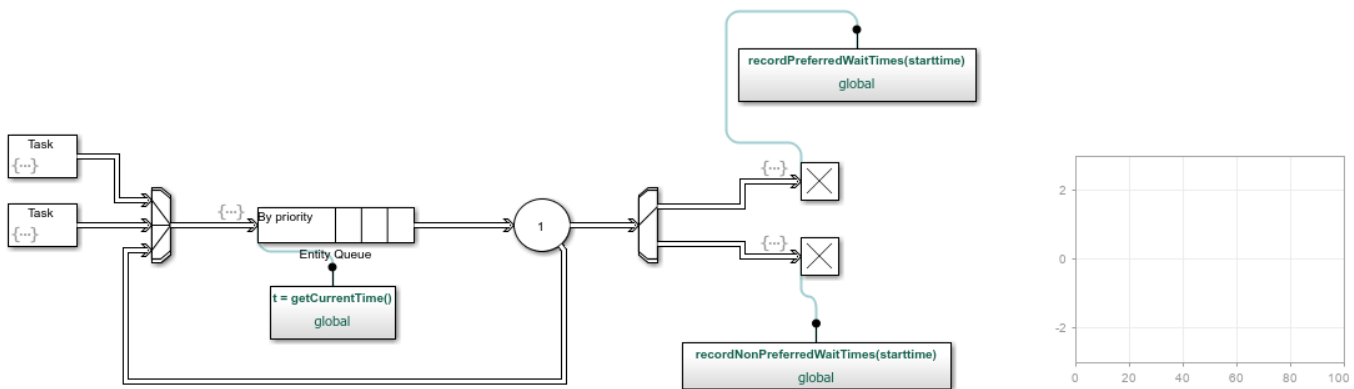 recordPreferredWaitTimes(starttime)
global
Task
{...}
Task
{...}
{...}
By priority
Entity Queue
t = getCurrentTime()
global
1
{...}
{...}
recordNonPreferredWaitTimes(starttime)
global
2
0
-2
0 20 40 60 80 100